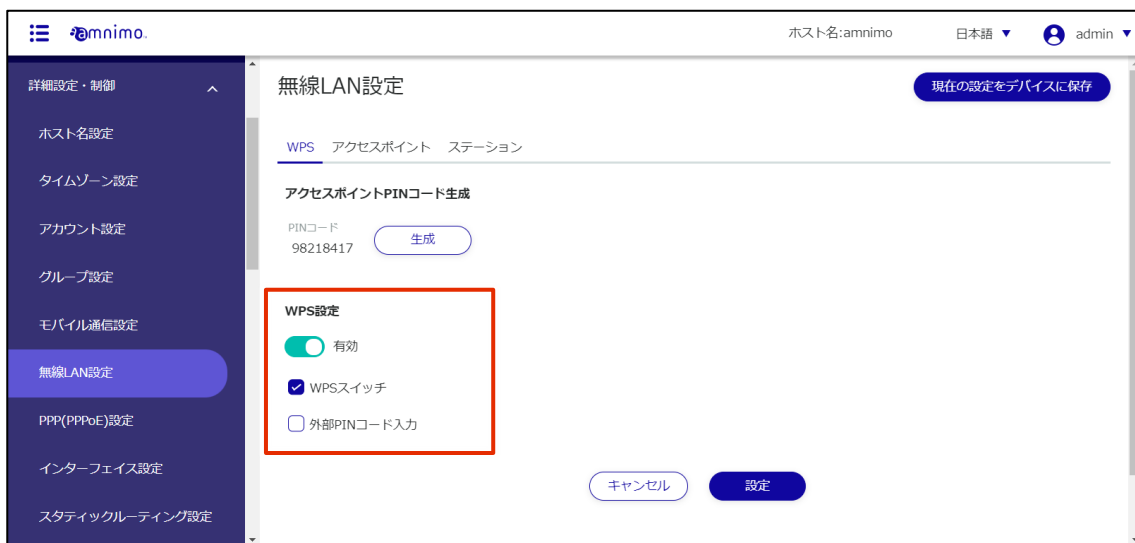 amnimo.
ホスト名:amnimo
日本語 ▼
admin ▼
詳細設定・制御
ホスト名設定
タイムゾーン設定
アカウント設定
グループ設定
モバイル通信設定
無線LAN設定
PPP(PPPoE)設定
インターフェイス設定
スタティックルーティング設定
無線LAN設定
現在の設定をデバイスに保存
WPS アクセスポイント ステーション
アクセスポイントPINコード生成
PINコード
98218417
生成
WPS設定
有効
WPSスイッチ
外部PINコード入力
キャンセル
設定